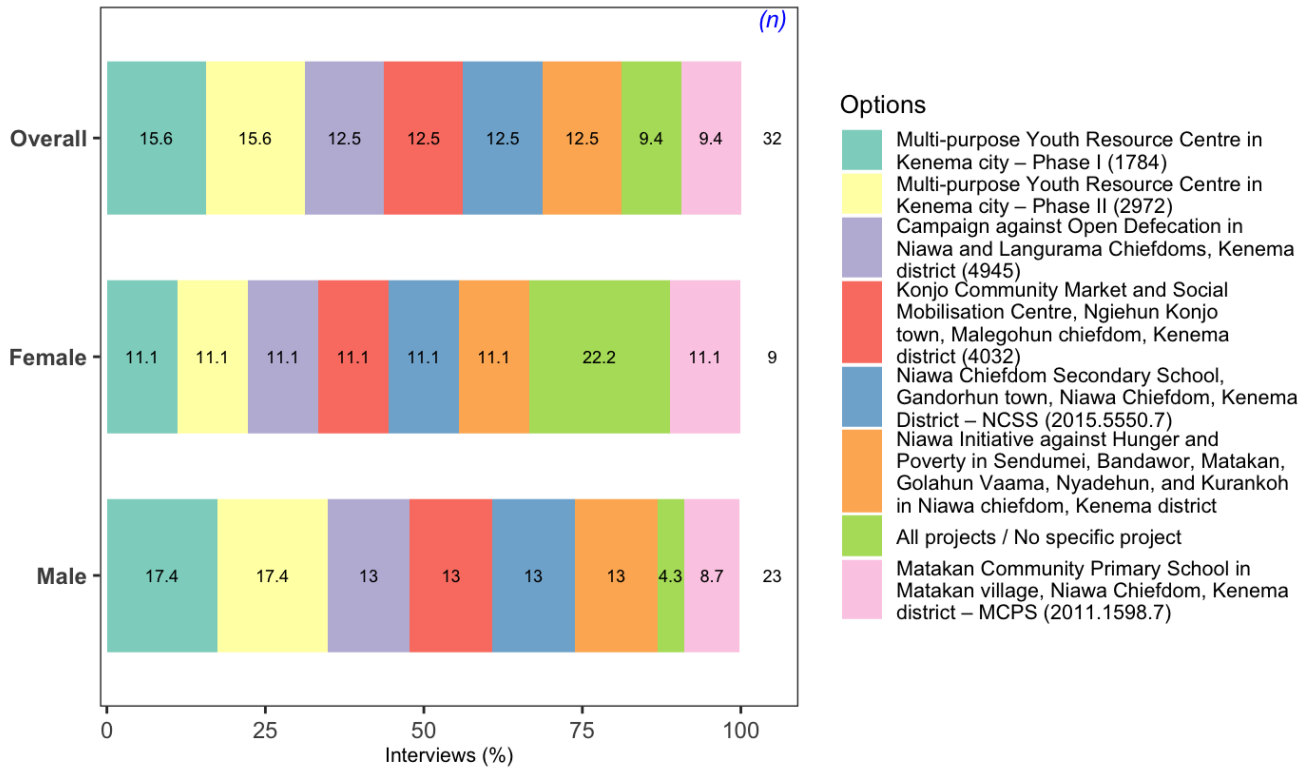 (n)
Overall
15.6 15.6 12.5 12.5 12.5 12.5 9.4 9.4 32
Female
11.1 11.1 11.1 11.1 11.1 11.1 22.2 11.1 9
Male
17.4 17.4 13 13 13 13 4.3 8.7 23
0 25 50 75 100
Interviews (%)
Options
Multi-purpose Youth Resource Centre in
Kenema city – Phase I (1784)
Multi-purpose Youth Resource Centre in
Kenema city – Phase II (2972)
Campaign against Open Defecation in
Niawa and Langurama Chiefdoms, Kenema
district (4945)
Konjo Community Market and Social
Mobilisation Centre, Ngiehun Konjo
town, Malegohun chiefdom, Kenema
district (4032)
Niawa Chiefdom Secondary School,
Gandorhun town, Niawa Chiefdom, Kenema
District – NCSS (2015.5550.7)
Niawa Initiative against Hunger and
Poverty in Sendumei, Bandawor, Matakan,
Golahun Vaama, Nyadehun, and Kurankoh
in Niawa chiefdom, Kenema district
All projects / No specific project
Matakan Community Primary School in
Matakan village, Niawa Chiefdom, Kenema
district – MCPS (2011.1598.7)